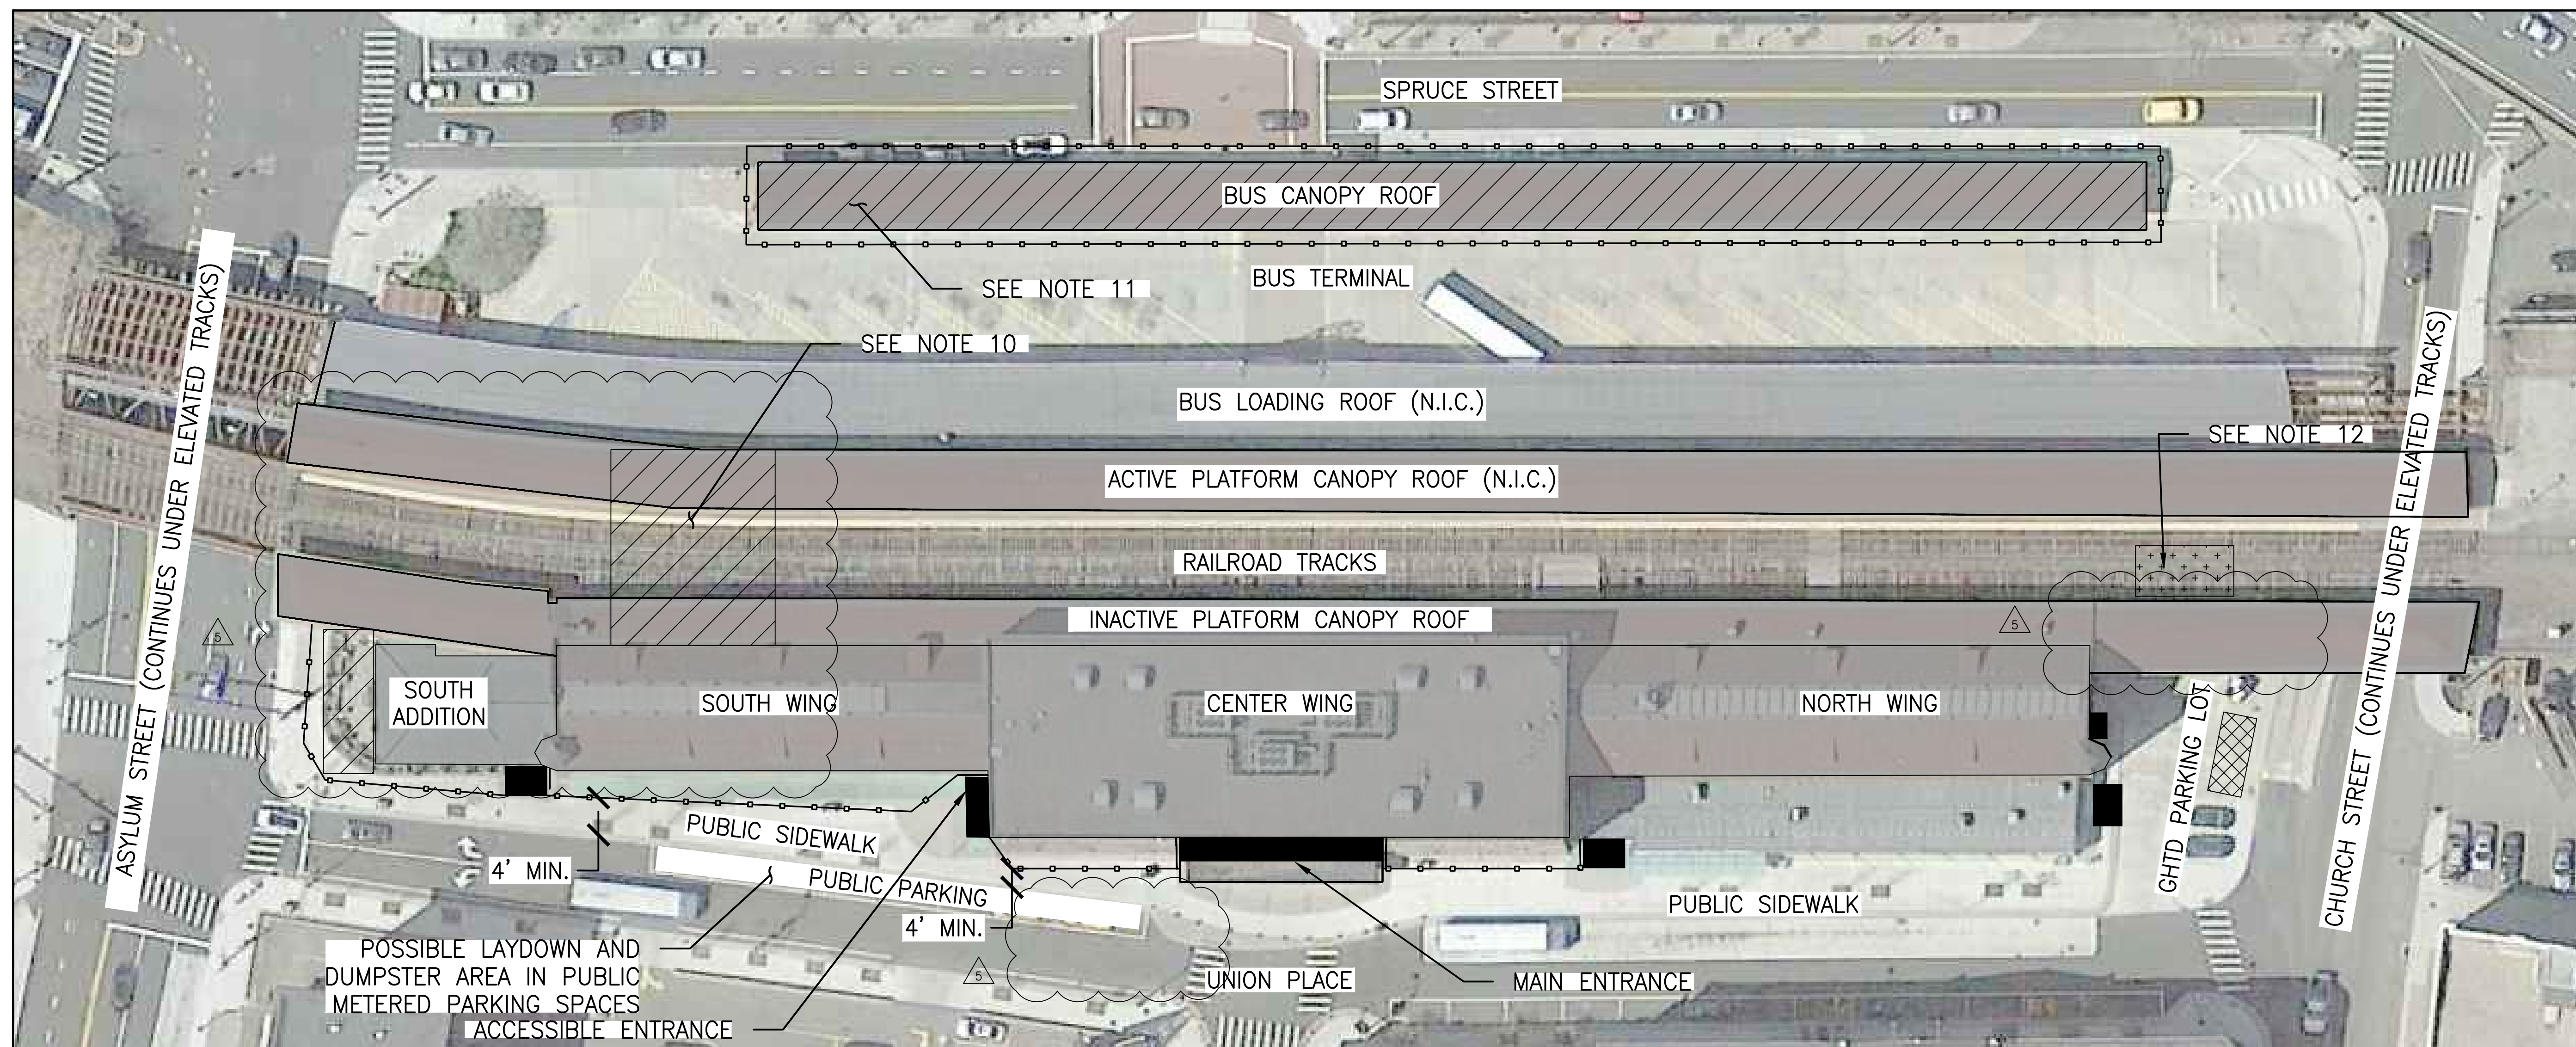 SPRUCE STREET
BUS CANOPY ROOF
SEE NOTE 11
BUS TERMINAL
SEE NOTE 10
BUS LOADING ROOF (N.I.C.)
SEE NOTE 12
ACTIVE PLATFORM CANOPY ROOF (N.I.C.)
RAILROAD TRACKS
INACTIVE PLATFORM CANOPY ROOF
5
5
ASYLUM STREET (CONTINUES UNDER ELEVATED TRACKS)
SOUTH
ADDITION
SOUTH WING
CENTER WING
NORTH WING
GHTD PARKING LOT
CHURCH STREET (CONTINUES UNDER ELEVATED TRACKS)
PUBLIC SIDEWALK
4' MIN.
PUBLIC PARKING
4' MIN.
PUBLIC SIDEWALK
POSSIBLE LAYDOWN AND
DUMPSTER AREA IN PUBLIC
METERED PARKING SPACES
5
UNION PLACE
MAIN ENTRANCE
ACCESSIBLE ENTRANCE